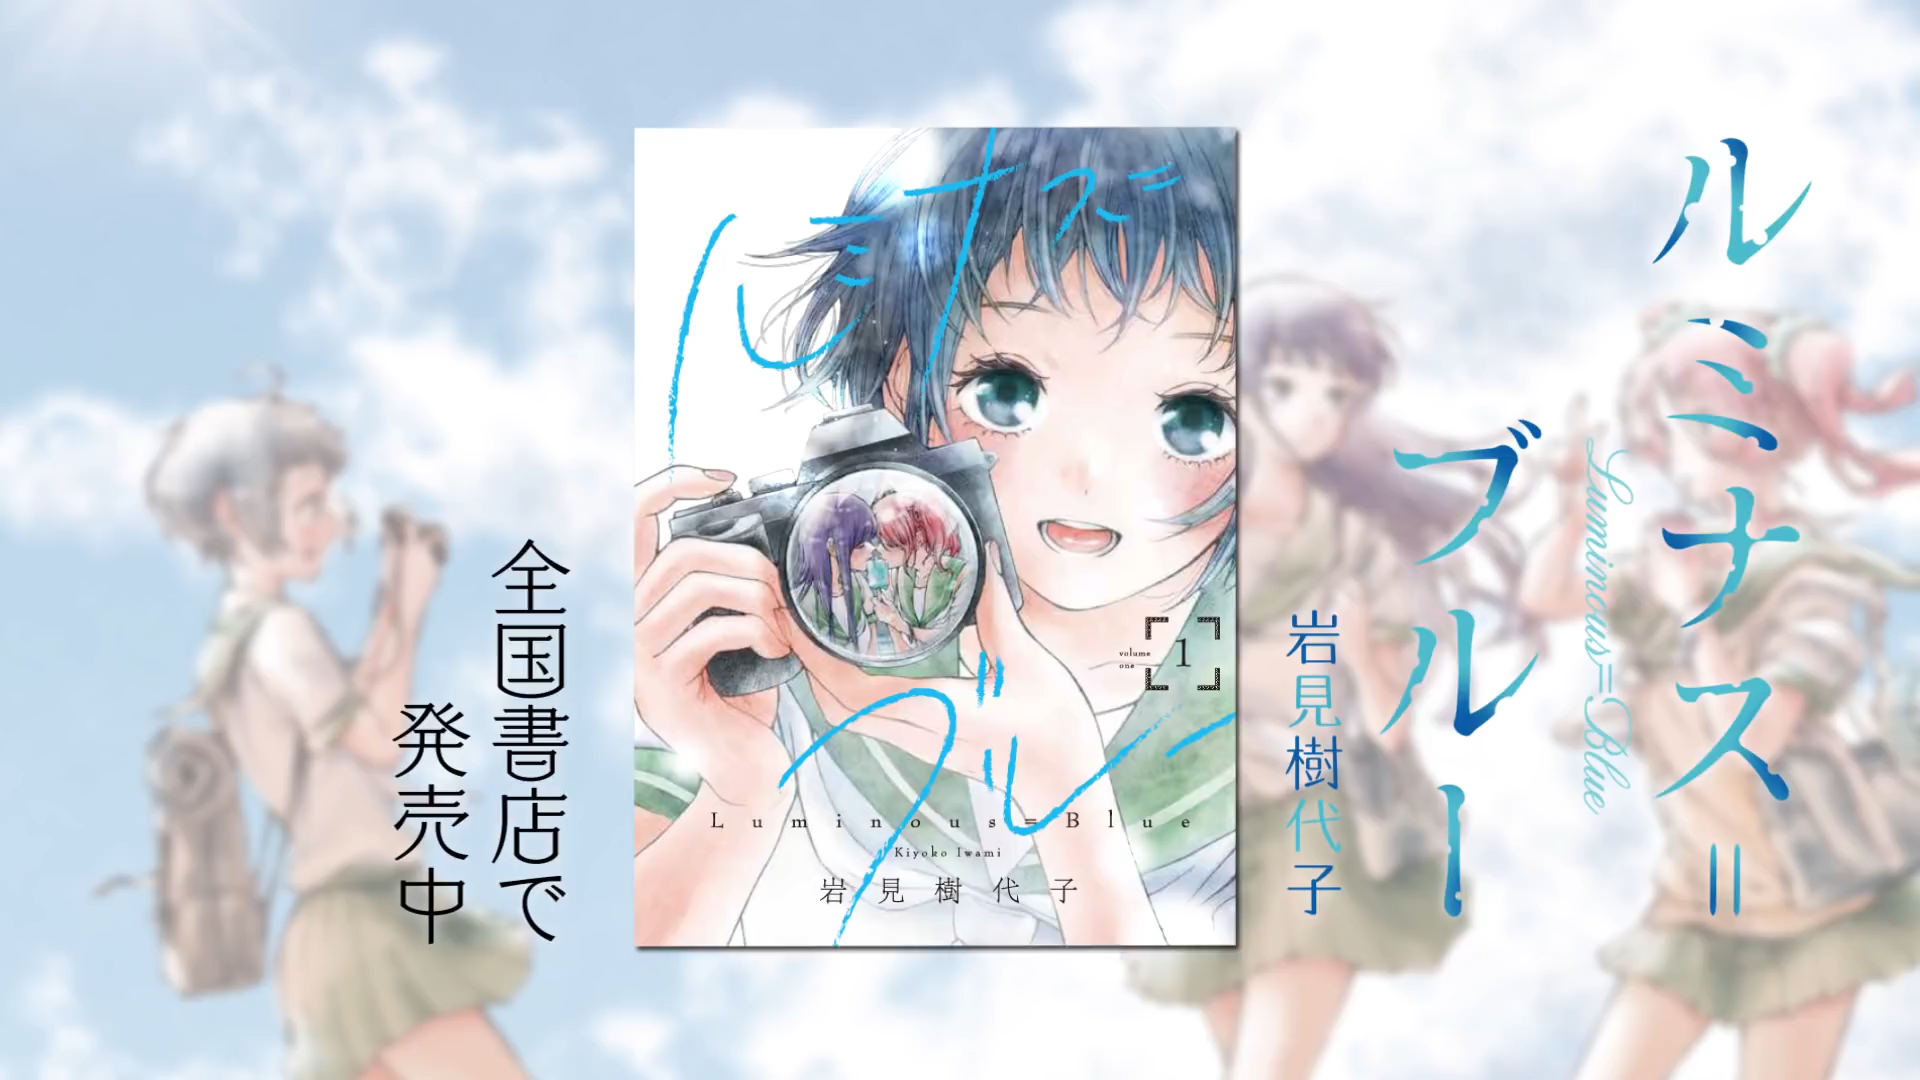 ルミナス＝
ブルー
Luminous=Blue
岩見樹代子
ルミナス＝
ブルー
volume
one
1
Luminous=Blue
Kiyoko Iwami
岩見樹代子
全国書店で
発売中